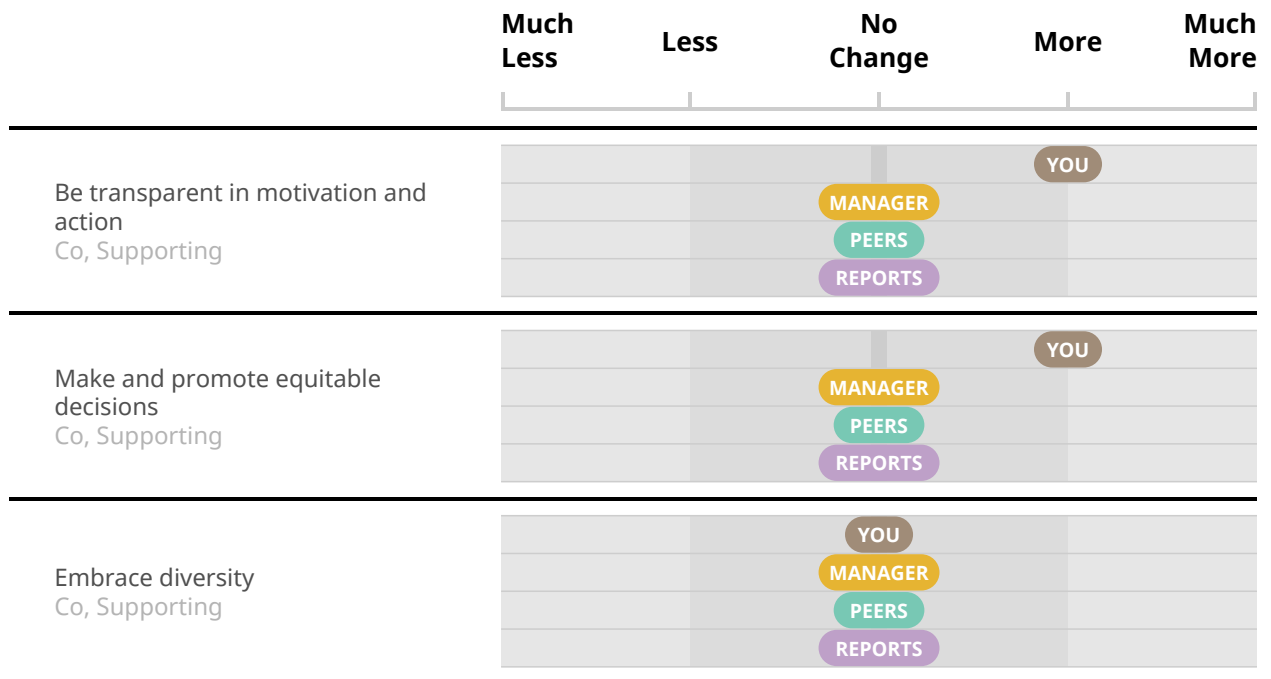 Much Less
Less
No Change
More
Much More
Be transparent in motivation and
action
Co, Supporting
YOU
MANAGER
PEERS
REPORTS
Make and promote equitable
decisions
Co, Supporting
YOU
MANAGER
PEERS
REPORTS
Embrace diversity
Co, Supporting
YOU
MANAGER
PEERS
REPORTS